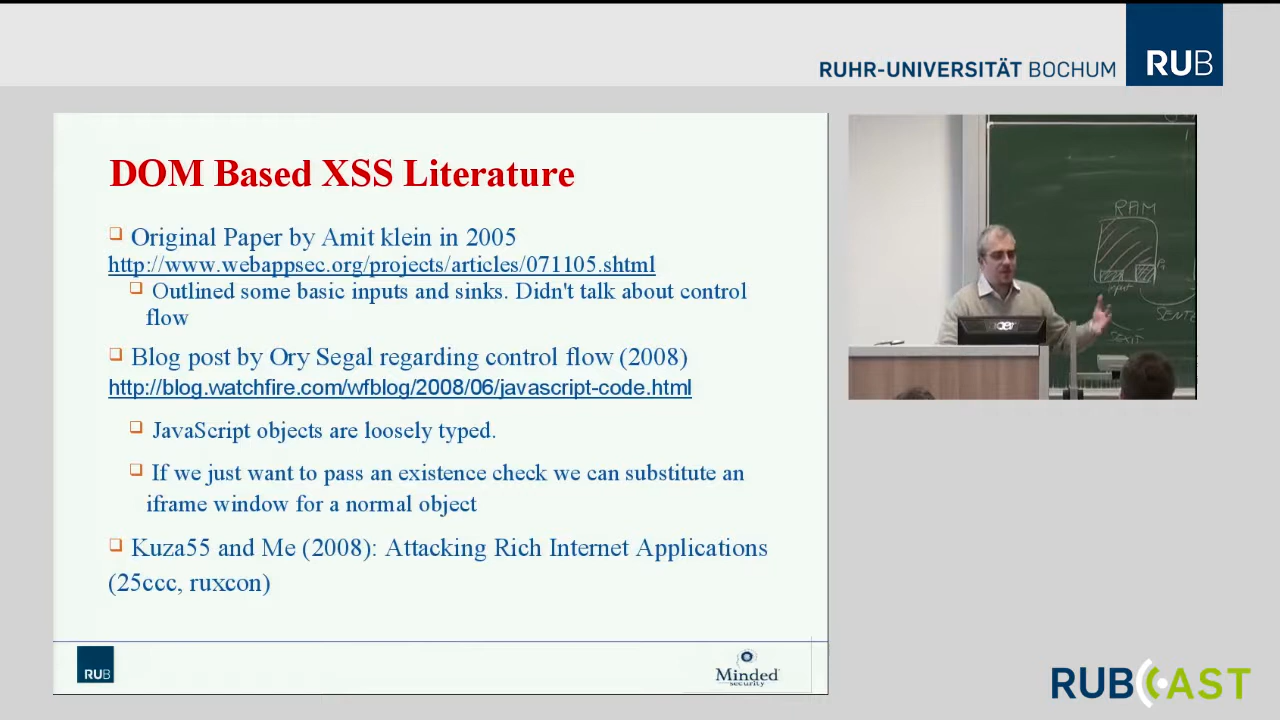 RUHR-UNIVERSITÄT BOCHUM
RUB
DOM Based XSS Literature
Original Paper by Amit klein in 2005
http://www.webappsec.org/projects/articles/071105.shtml
Outlined some basic inputs and sinks. Didn't talk about control
flow
Blog post by Ory Segal regarding control flow (2008)
http://blog.watchfire.com/wfblog/2008/06/javascript-code.html
JavaScript objects are loosely typed.
If we just want to pass an existence check we can substitute an
iframe window for a normal object
Kuza55 and Me (2008): Attacking Rich Internet Applications
(25ccc, ruxcon)
RUB
Minded
security
RAM
acer
RUBCAST